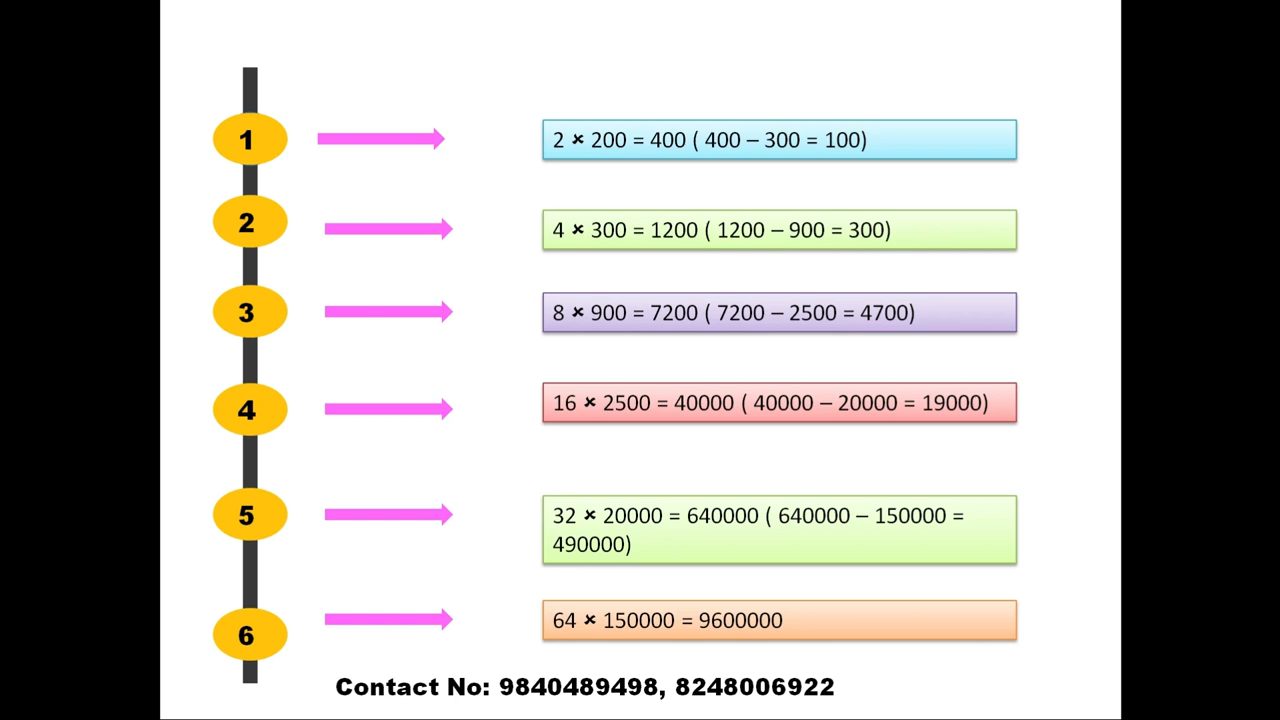 1
2 × 200 = 400 ( 400 – 300 = 100)
2
4 × 300 = 1200 ( 1200 – 900 = 300)
3
8 × 900 = 7200 ( 7200 – 2500 = 4700)
4
16 × 2500 = 40000 ( 40000 – 20000 = 19000)
5
32 × 20000 = 640000 ( 640000 – 150000 =
490000)
6
64 × 150000 = 9600000
Contact No: 9840489498, 8248006922